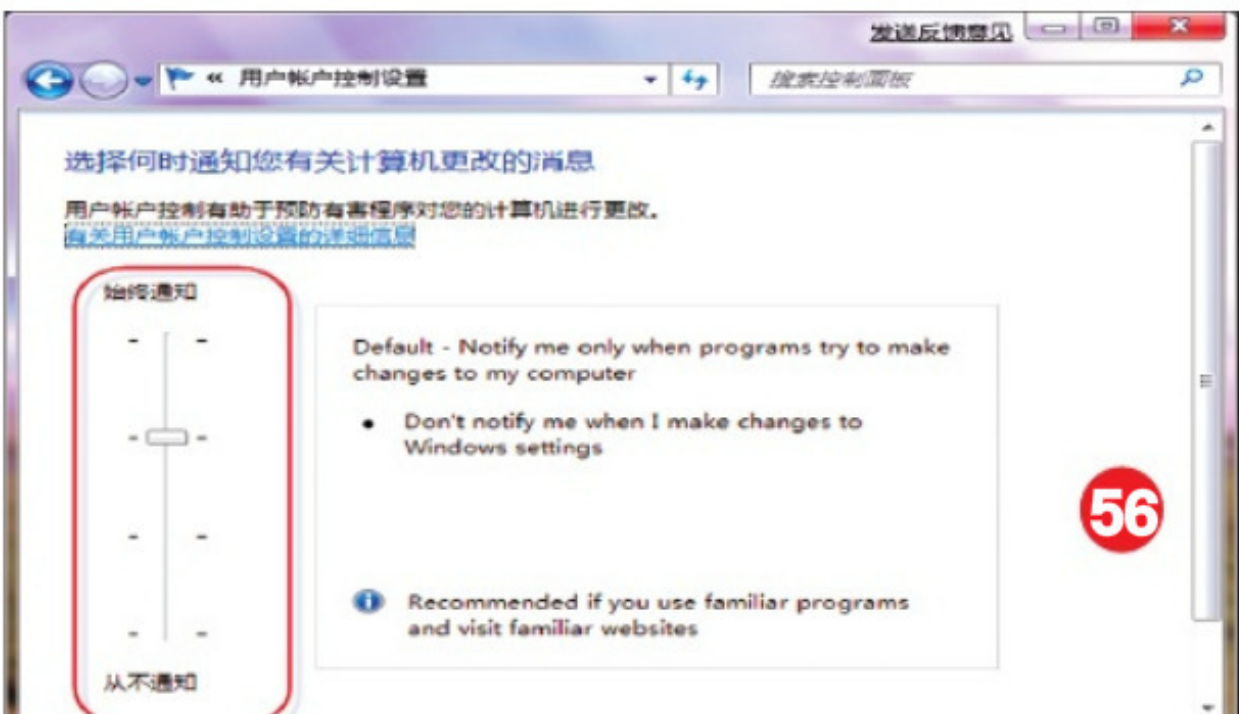 发送反馈意见
« 用户帐户控制设置
搜索控制面板
选择何时通知您有关计算机更改的消息
用户帐户控制有助于预防有害程序对您的计算机进行更改。
有关用户帐户控制设置的详细信息
始终通知
Default - Notify me only when programs try to make
changes to my computer
• Don't notify me when I make changes to
Windows settings
56
Recommended if you use familiar programs
and visit familiar websites
从不通知